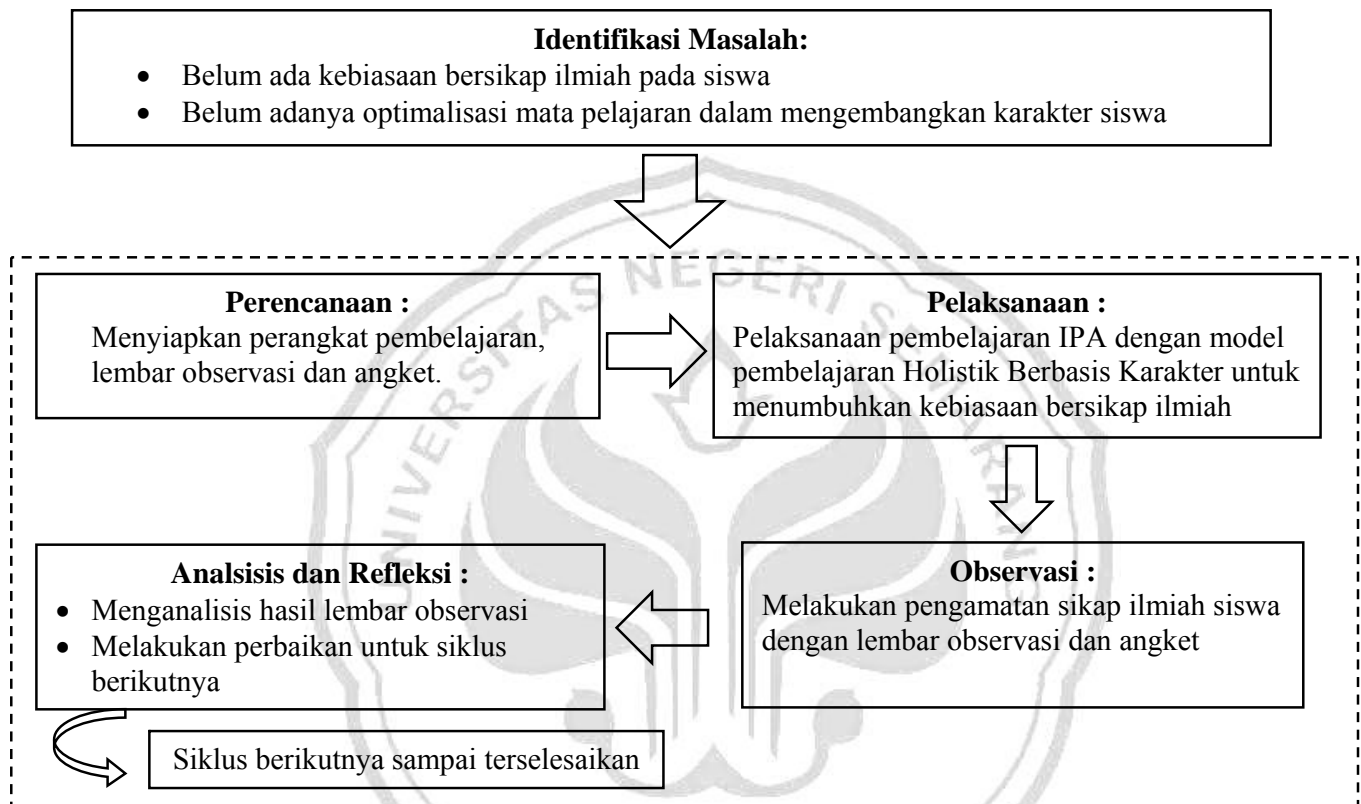 Identifikasi Masalah:
• Belum ada kebiasaan bersikap ilmiah pada siswa
• Belum adanya optimalisasi mata pelajaran dalam mengembangkan karakter siswa
Perencanaan :
Menyiapkan perangkat pembelajaran,
lembar observasi dan angket.
Pelaksanaan :
Pelaksanaan pembelajaran IPA dengan model
pembelajaran Holistik Berbasis Karakter untuk
menumbuhkan kebiasaan bersikap ilmiah
Observasi :
Melakukan pengamatan sikap ilmiah siswa
dengan lembar observasi dan angket
Analsisis dan Refleksi :
• Menganalisis hasil lembar observasi
• Melakukan perbaikan untuk siklus
berikutnya
Siklus berikutnya sampai terselesaikan
UNIVERSITAS NEGERI SEMARANG